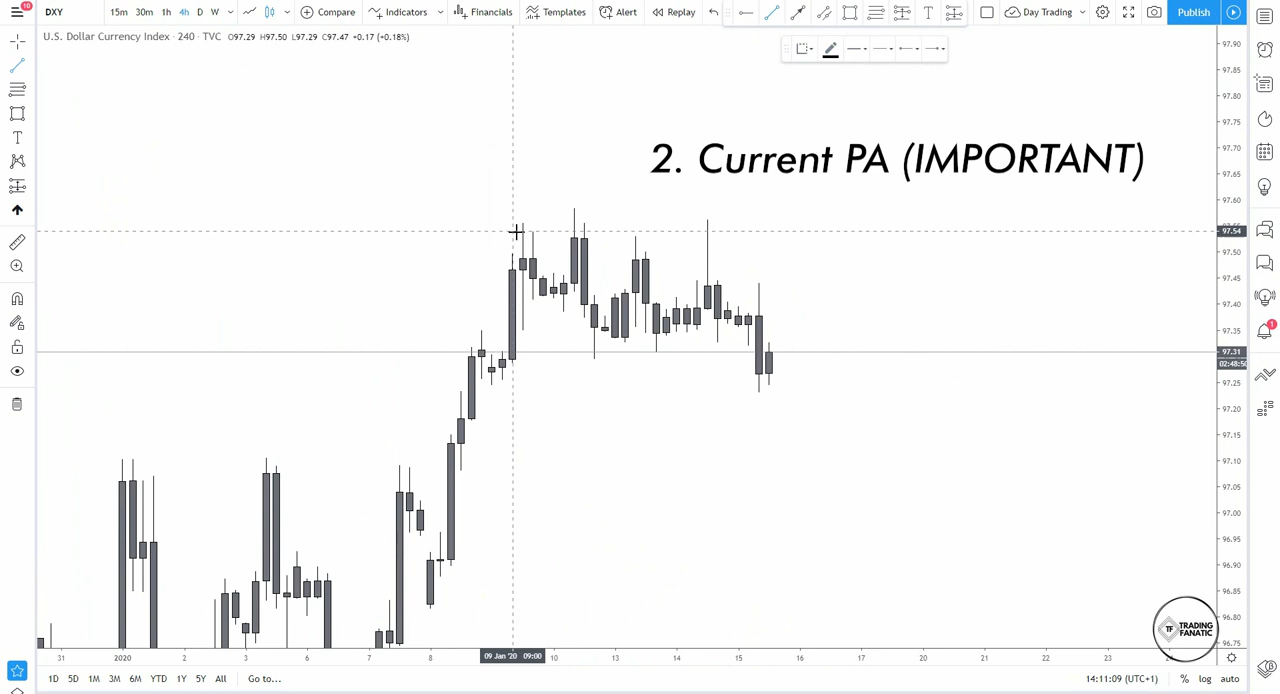 10
DXY
15m 30m 1h 4h D W
Compare
Indicators
Financials
Templates
Alert
Replay
Day Trading
Publish
U.S. Dollar Currency Index · 240 · TVC O97.29 H97.50 L97.29 C97.47 +0.17 (+0.18%)
2. Current PA (IMPORTANT)
97.90
97.85
97.80
97.75
97.70
97.65
97.60
97.54
97.50
97.45
97.40
97.35
97.31
02:48:50
97.25
97.20
97.15
97.10
97.05
97.00
96.95
96.90
96.85
96.80
96.75
1
TF TRADING
FANATIC
31 2020 2 3 6 7 8 09 Jan '20 09:00 10 13 14 15 16 17 20 21 22 23
1D 5D 1M 3M 6M YTD 1Y 5Y All Go to...
14:11:09 (UTC+1) % log auto